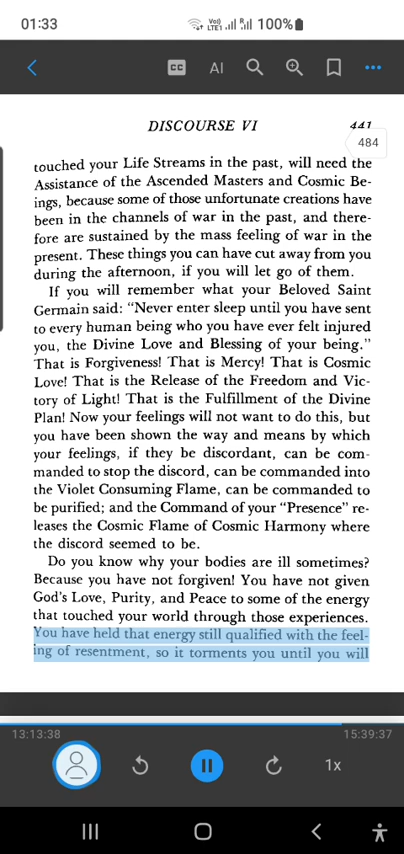 01:33
Vo)) LTE1 R 100%
CC AI
DISCOURSE VI 441
484
touched your Life Streams in the past, will need the
Assistance of the Ascended Masters and Cosmic Be-
ings, because some of those unfortunate creations have
been in the channels of war in the past, and there-
fore are sustained by the mass feeling of war in the
present. These things you can have cut away from you
during the afternoon, if you will let go of them.
If you will remember what your Beloved Saint
Germain said: “Never enter sleep until you have sent
to every human being who you have ever felt injured
you, the Divine Love and Blessing of your being.”
That is Forgiveness! That is Mercy! That is Cosmic
Love! That is the Release of the Freedom and Vic-
tory of Light! That is the Fulfillment of the Divine
Plan! Now your feelings will not want to do this, but
you have been shown the way and means by which
your feelings, if they be discordant, can be com-
manded to stop the discord, can be commanded into
the Violet Consuming Flame, can be commanded to
be purified; and the Command of your “Presence” re-
leases the Cosmic Flame of Cosmic Harmony where
the discord seemed to be.
Do you know why your bodies are ill sometimes?
Because you have not forgiven! You have not given
God’s Love, Purity, and Peace to some of the energy
that touched your world through those experiences.
You have held that energy still qualified with the feel-
ing of resentment, so it torments you until you will
13:13:38 15:39:37
1x